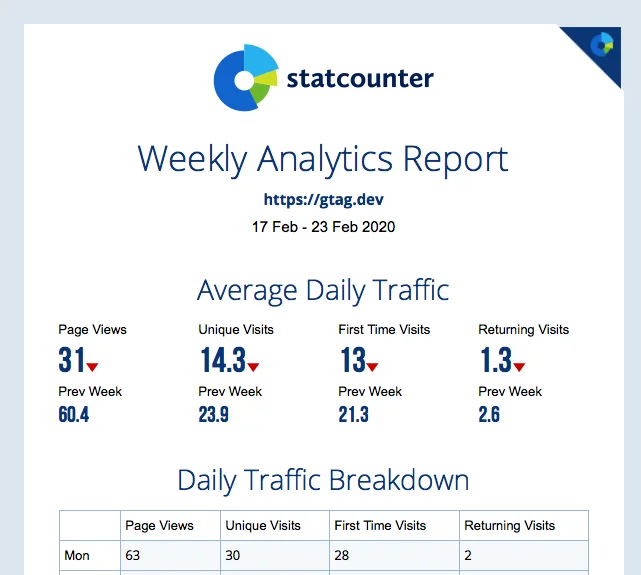 statcounter
Weekly Analytics Report
https://gtag.dev
17 Feb - 23 Feb 2020
Average Daily Traffic
Page Views Unique Visits First Time Visits Returning Visits
31 14.3 13 1.3
Prev Week Prev Week Prev Week Prev Week
60.4 23.9 21.3 2.6
Daily Traffic Breakdown
Page Views Unique Visits First Time Visits Returning Visits
Mon 63 30 28 2